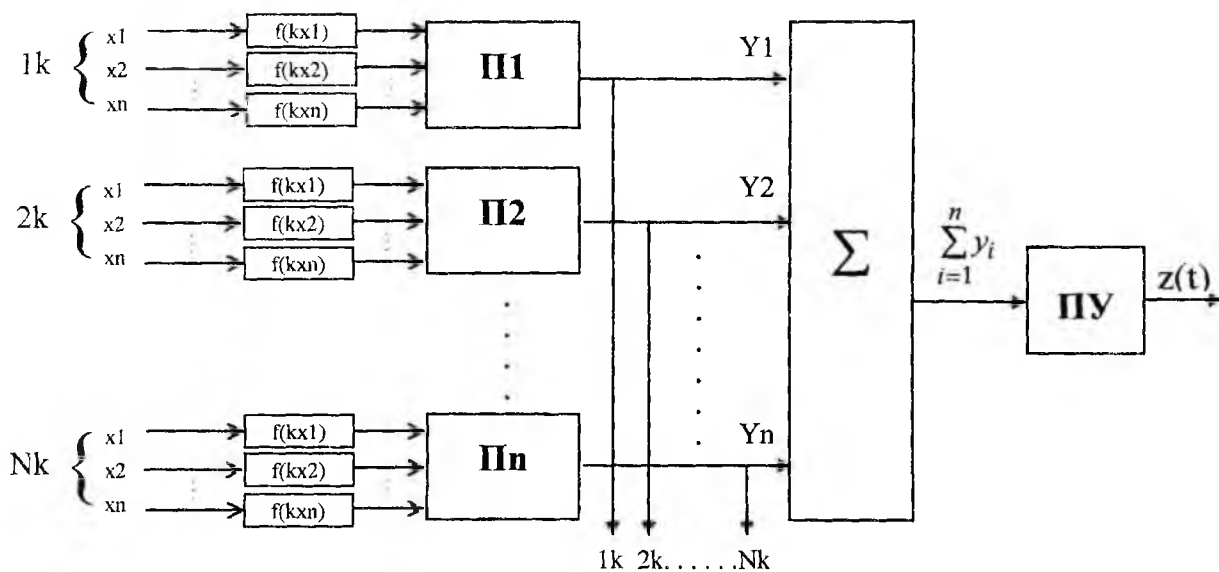 1k { x1 f(kx1)
x2 f(kx2) П1 Y1
xn f(kxn)
2k { x1 f(kx1)
x2 f(kx2) П2 Y2
xn f(kxn)
∑
n
∑ yi
i=1
ПУ z(t)
Nk { x1 f(kx1)
x2 f(kx2) Пn Yn
xn f(kxn)
1k 2k. . . . . .Nk